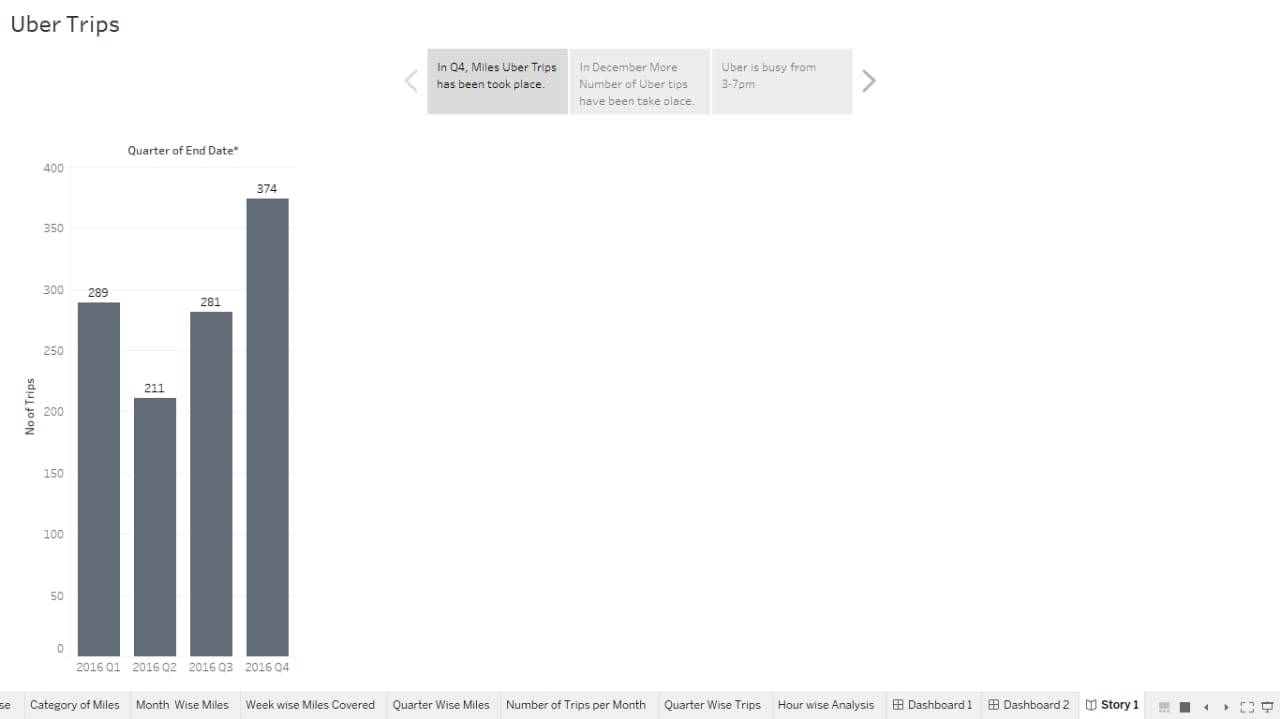 Uber Trips
In Q4, Miles Uber Trips
has been took place.
In December More
Number of Uber tips
have been take place.
Uber is busy from
3-7pm
Quarter of End Date*
400
350
300
250
200
150
100
50
0
No of Trips
289
211
281
374
2016 Q1
2016 Q2
2016 Q3
2016 Q4
se
Category of Miles
Month Wise Miles
Week wise Miles Covered
Quarter Wise Miles
Number of Trips per Month
Quarter Wise Trips
Hour wise Analysis
Dashboard 1
Dashboard 2
Story 1